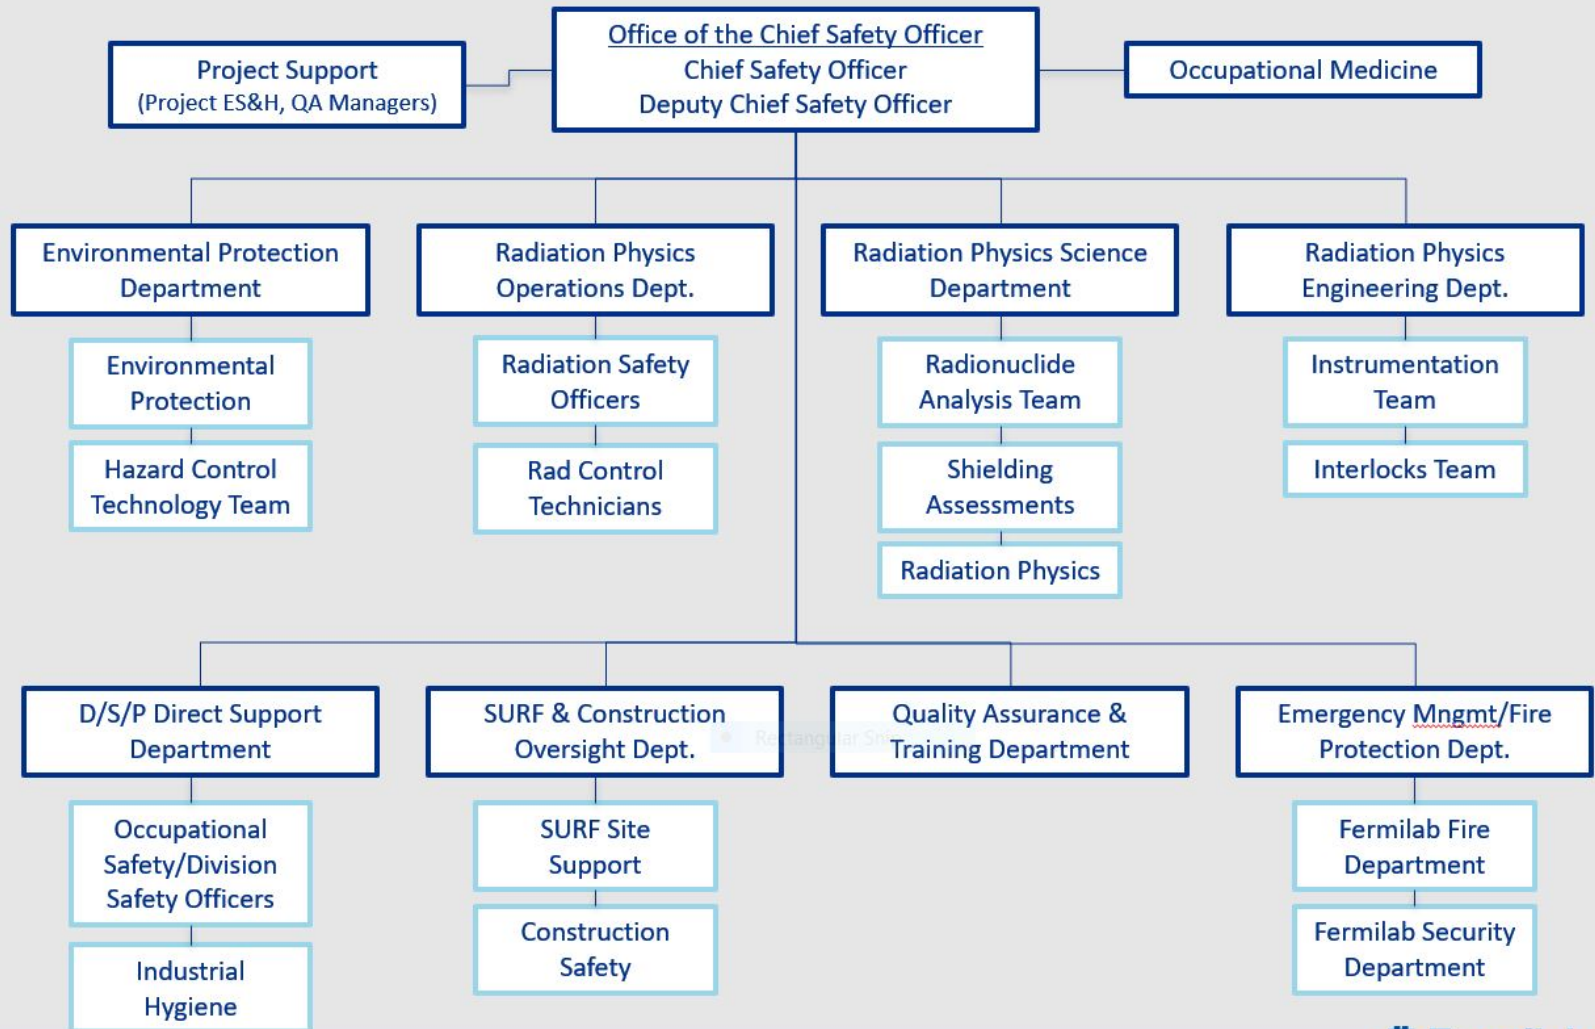 Office of the Chief Safety Officer
Chief Safety Officer
Deputy Chief Safety Officer
Project Support
(Project ES&H, QA Managers)
Occupational Medicine
Environmental Protection
Department
Radiation Physics
Operations Dept.
Radiation Physics Science
Department
Radiation Physics
Engineering Dept.
Environmental
Protection
Hazard Control
Technology Team
Radiation Safety
Officers
Rad Control
Technicians
Radionuclide
Analysis Team
Shielding
Assessments
Radiation Physics
Instrumentation
Team
Interlocks Team
D/S/P Direct Support
Department
SURF & Construction
Oversight Dept.
Quality Assurance &
Training Department
Emergency Mngmt/Fire
Protection Dept.
Occupational
Safety/Division
Safety Officers
Industrial
Hygiene
SURF Site
Support
Construction
Safety
Fermilab Fire
Department
Fermilab Security
Department
Rectangular